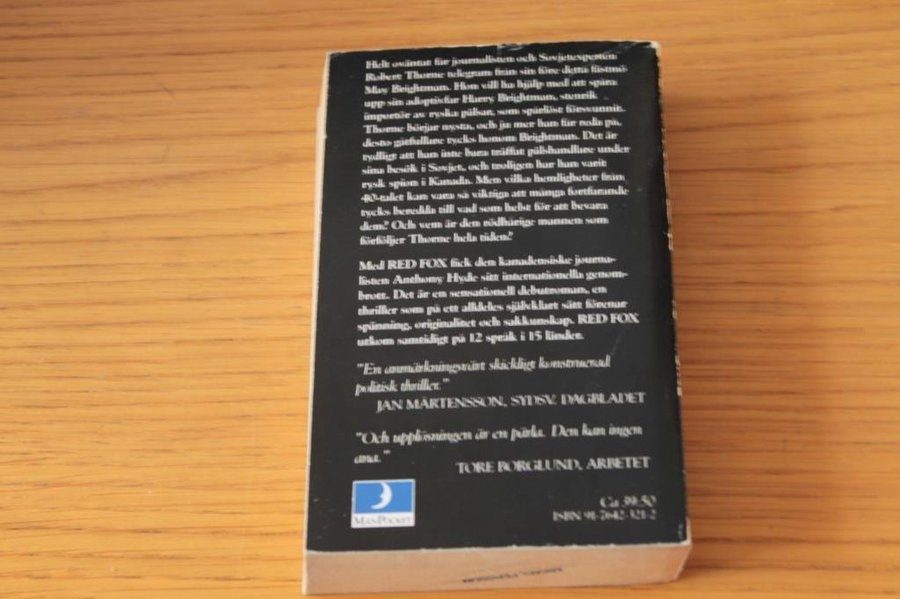 Helt oväntat får journalisten och Sovjetexperten
Robert Thorne telegram från sin före detta fästmö
May Brightman. Hon vill ha hjälp med att spåra
upp sin adoptivfar Harry Brightman, stenrik
importör av ryska pälsar, som spårlöst försvunnit.
Thorne börjar nysta, och ju mer han får reda på,
desto gåtfullare tycks honom Brightman. Det är
tydligt att han inte bara träffat pälshandlare under
sina besök i Sovjet, och troligen har han varit
rysk spion i Kanada. Men vilka hemligheter från
40-talet kan vara så viktiga att många fortfarande
tycks beredda till vad som helst för att bevara
dem? Och vem är den rödhårige mannen som
förföljer Thorne hela tiden?
Med RED FOX fick den kanadensiske journa-
listen Anthony Hyde sitt internationella genom-
brott. Det är en sensationell debutroman, en
thriller som på ett alldeles självklart sätt förenar
spänning, originalitet och sakkunskap. RED FOX
utkom samtidigt på 12 språk i 15 länder.
"En anmärkningsvärt skickligt konstruerad
politisk thriller."
JAN MÅRTENSSON, SYDSV. DAGBLADET
"Och upplösningen är en pärla. Den kan ingen
ana."
TORE BORGLUND, ARBETET
MånPocket
Ca 39:50
ISBN 91-7642-321-2